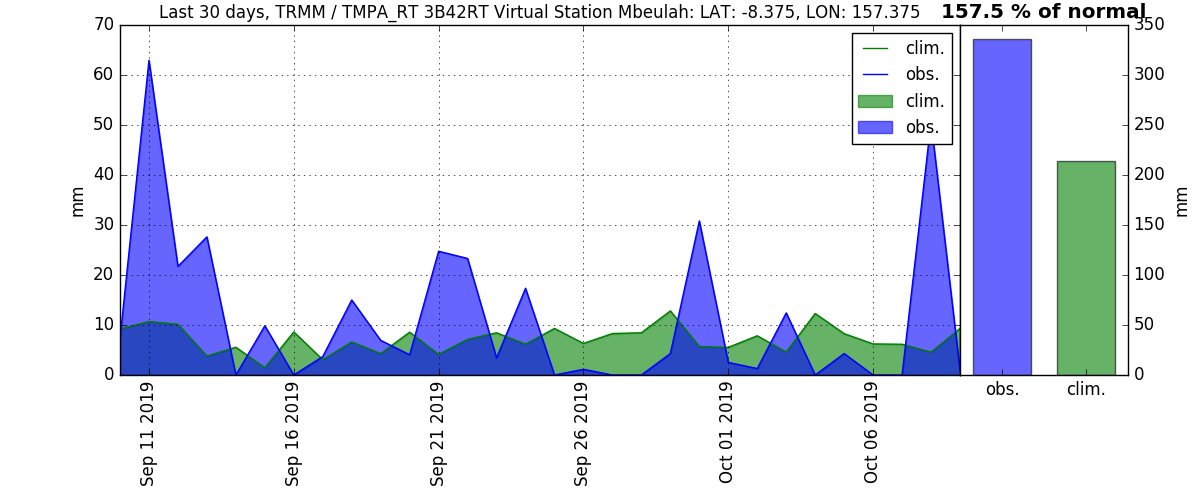 Last 30 days, TRMM / TMPA_RT 3B42RT Virtual Station Mbeulah: LAT: -8.375, LON: 157.375
157.5 % of normal
70
60
50
40
30
20
10
0
mm
clim.
obs.
clim.
obs.
Sep 11 2019
Sep 16 2019
Sep 21 2019
Sep 26 2019
Oct 01 2019
Oct 06 2019
350
300
250
200
150
100
50
0
mm
obs.
clim.